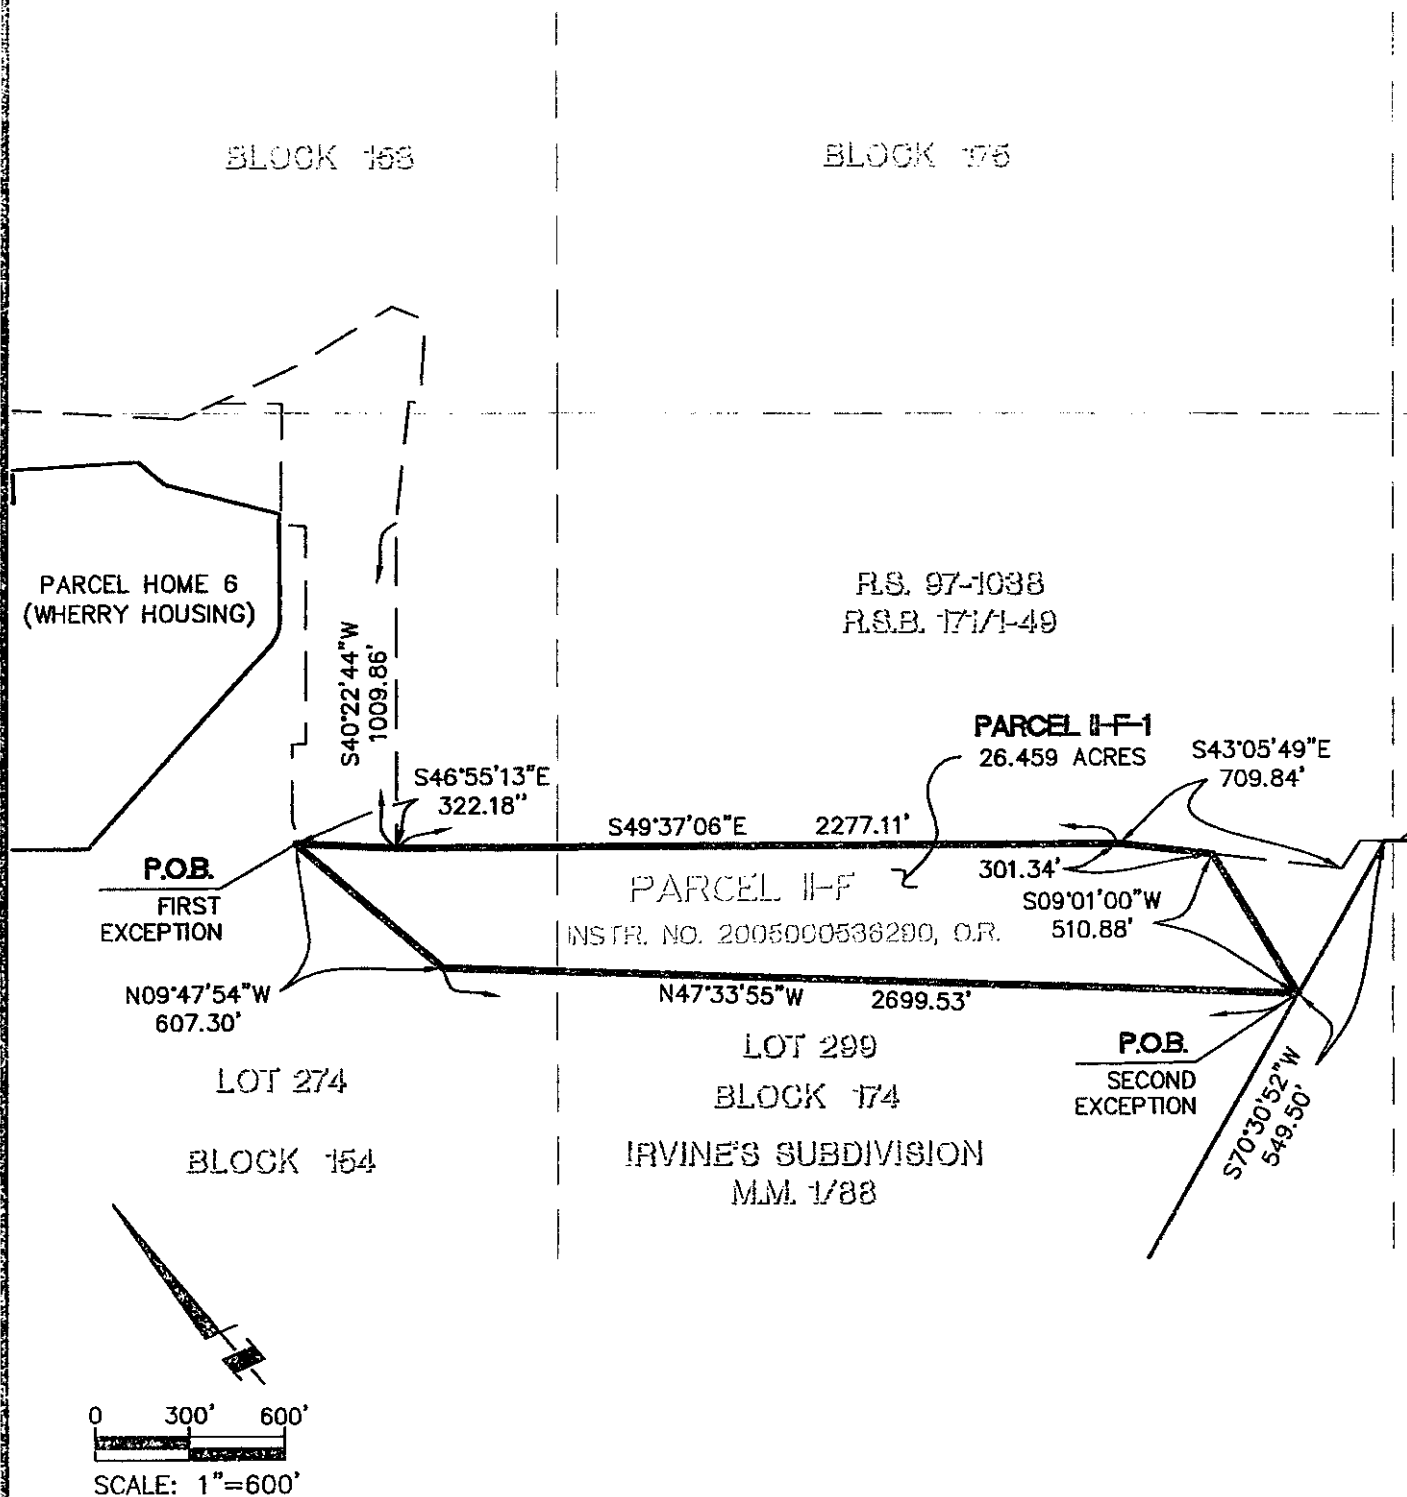 BLOCK 153
BLOCK 175
PARCEL HOME 6
(WHERRY HOUSING)
R.S. 97-1038
R.S.B. 171/1-49
S40°22'44"W
1009.86'
PARCEL II-F-1
26.459 ACRES
S43°05'49"E
709.84'
S46°55'13"E
322.18"
S49°37'06"E 2277.11'
301.34'
P.O.B.
FIRST
EXCEPTION
PARCEL II-F
INSTR. NO. 2005000536290, O.R.
S09°01'00"W
510.88'
N09°47'54"W
607.30'
N47°33'55"W 2699.53'
LOT 299
BLOCK 174
IRVINE'S SUBDIVISION
M.M. 1/88
P.O.B.
SECOND
EXCEPTION
S70°30'52"W
549.50'
LOT 274
BLOCK 154
0 300' 600'
SCALE: 1"=600'